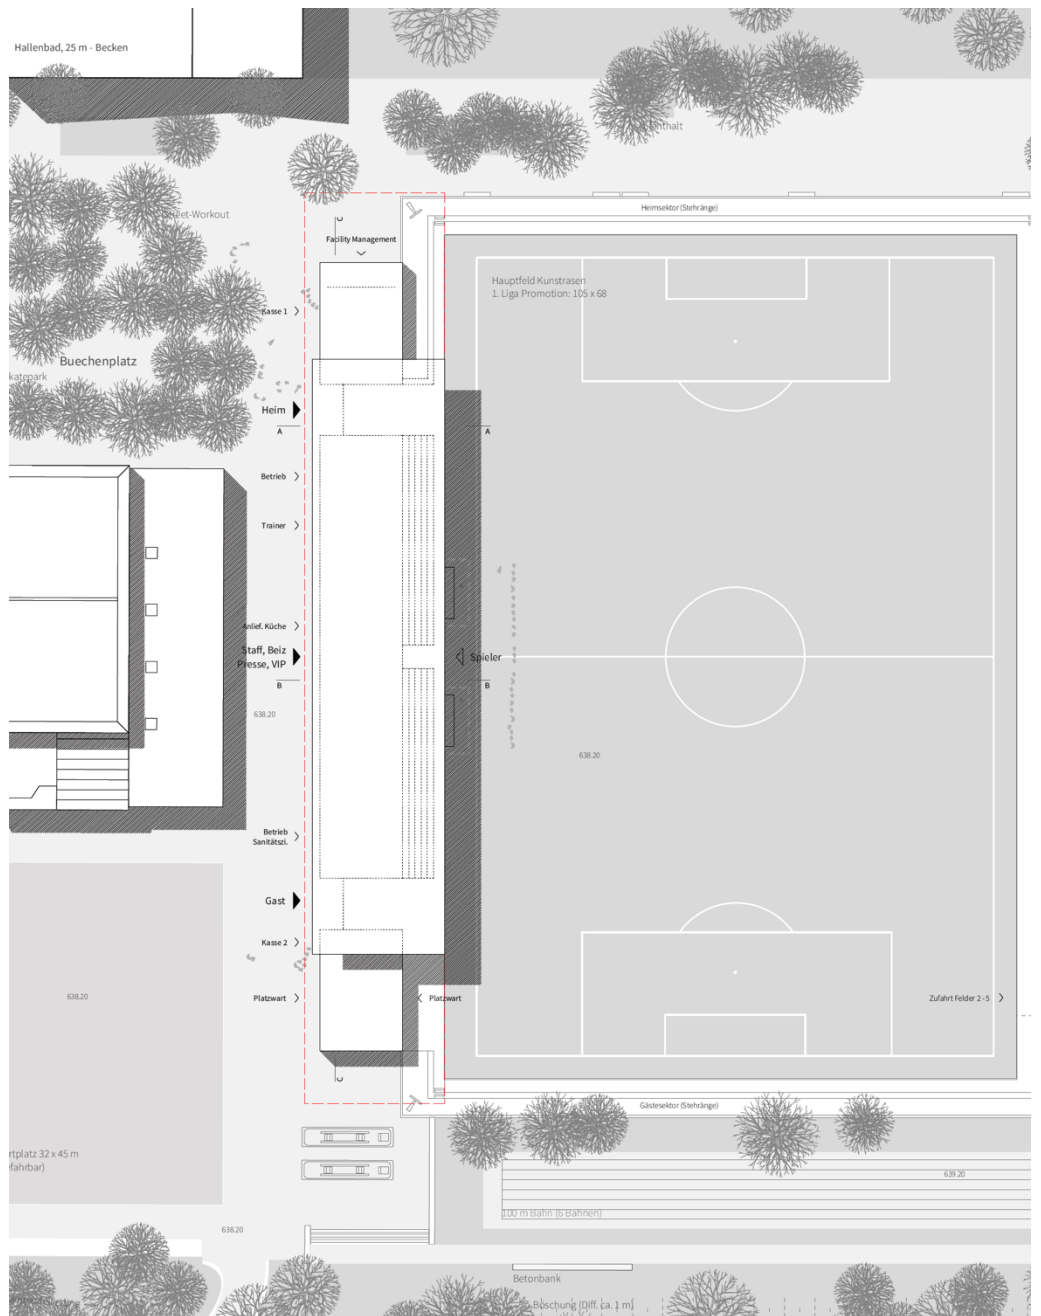 Hallenbad, 25 m - Becken
Street-Workout
Heimsektor (Stehränge)
C
Facility Management
Hauptfeld Kunstrasen
1. Liga Promotion: 105 x 68
Kasse 1
Buechenplatz
katepark
Heim
A
A
Betrieb
Trainer
Anlief. Küche
Staff, Beiz
Presse, VIP
Spieler
B
B
638.20
638.20
Betrieb
Sanitätszi.
Gast
Kasse 2
638.20
Platzwart
Platzwart
Zufahrt Felder 2 - 5
C
Gästesektor (Stehränge)
rtplatz 32 x 45 m
efahrbar)
639.20
100 m Bahn (6 Bahnen)
638.20
Betonbank
Böschung (Diff. ca. 1 m)